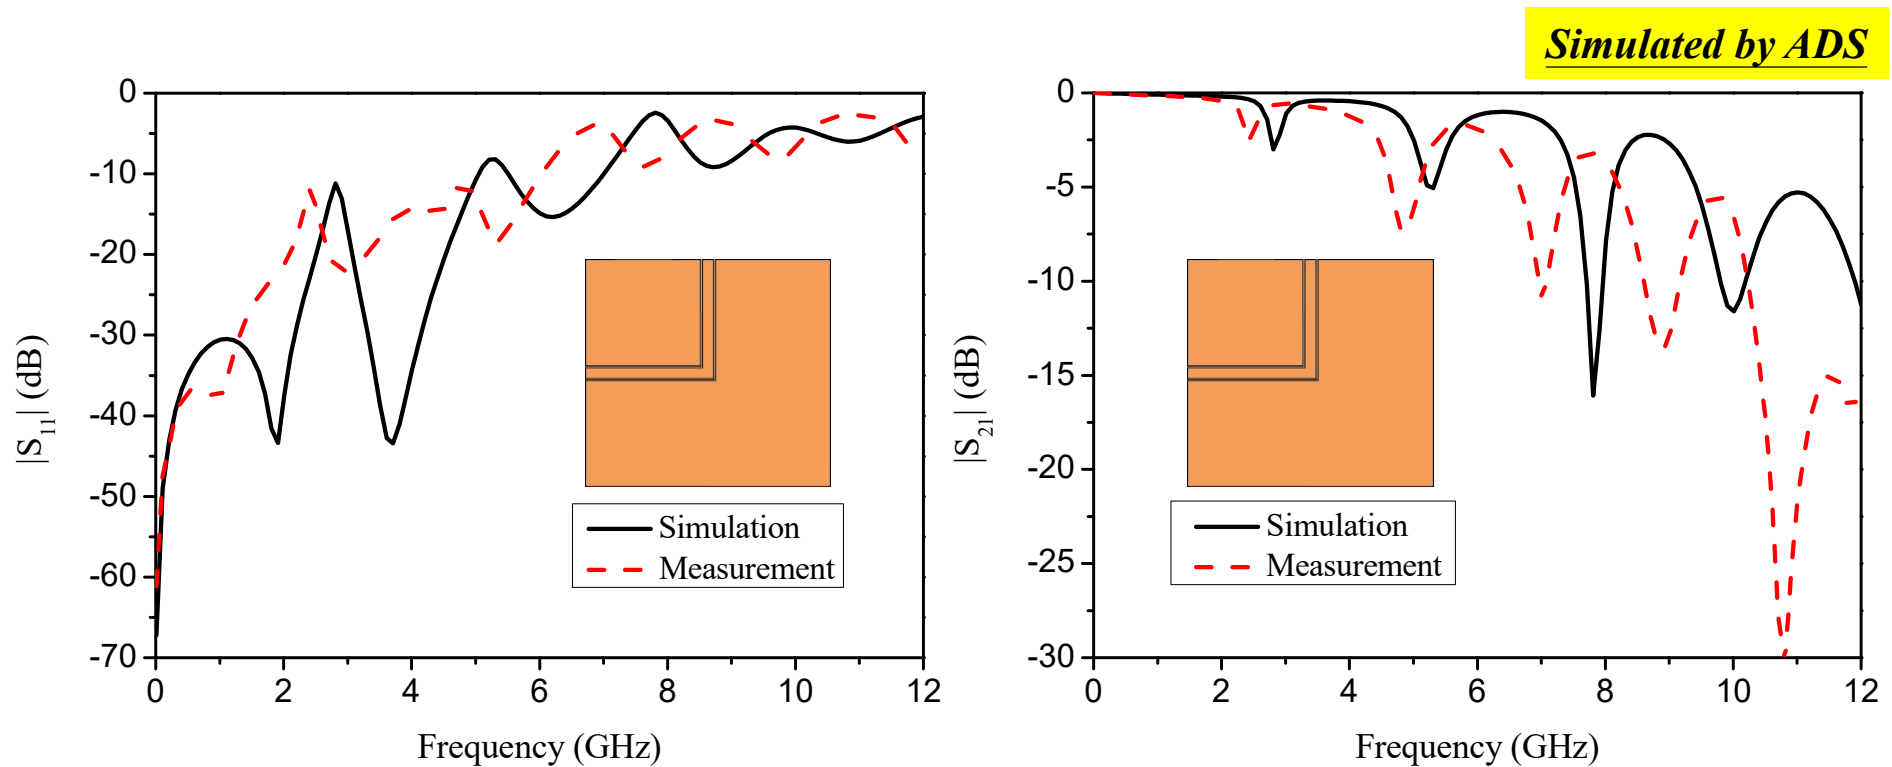 Simulated by ADS
0
-10
-20
-30
-40
-50
-60
-70
0 2 4 6 8 10 12
|S11| (dB)
Frequency (GHz)
Simulation
Measurement
0
-5
-10
-15
-20
-25
-30
0 2 4 6 8 10 12
|S21| (dB)
Frequency (GHz)
Simulation
Measurement